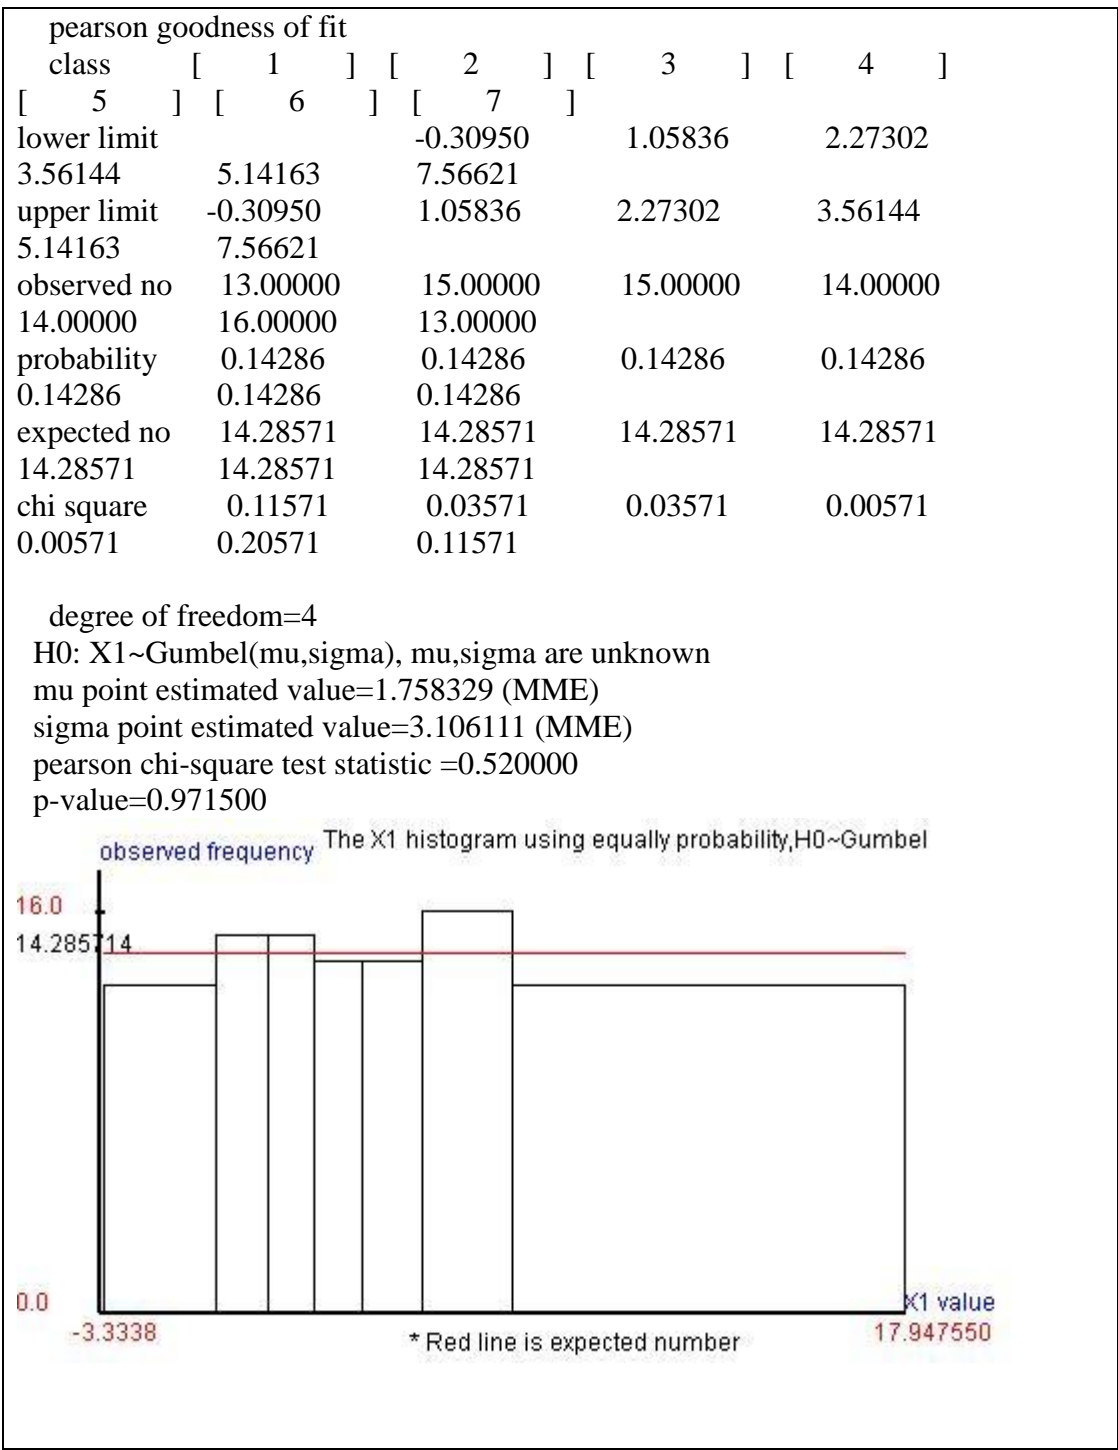 pearson goodness of fit
class [ 1 ] [ 2 ] [ 3 ] [ 4 ]
[ 5 ] [ 6 ] [ 7 ]
lower limit -0.30950 1.05836 2.27302
3.56144 5.14163 7.56621
upper limit -0.30950 1.05836 2.27302 3.56144
5.14163 7.56621
observed no 13.00000 15.00000 15.00000 14.00000
14.00000 16.00000 13.00000
probability 0.14286 0.14286 0.14286 0.14286
0.14286 0.14286 0.14286
expected no 14.28571 14.28571 14.28571 14.28571
14.28571 14.28571 14.28571
chi square 0.11571 0.03571 0.03571 0.00571
0.00571 0.20571 0.11571
degree of freedom=4
H0: X1~Gumbel(mu,sigma), mu,sigma are unknown
mu point estimated value=1.758329 (MME)
sigma point estimated value=3.106111 (MME)
pearson chi-square test statistic =0.520000
p-value=0.971500
The X1 histogram using equally probability,H0~Gumbel
observed frequency
16.0
14.285714
0.0
X1 value
-3.3338
17.947550
* Red line is expected number